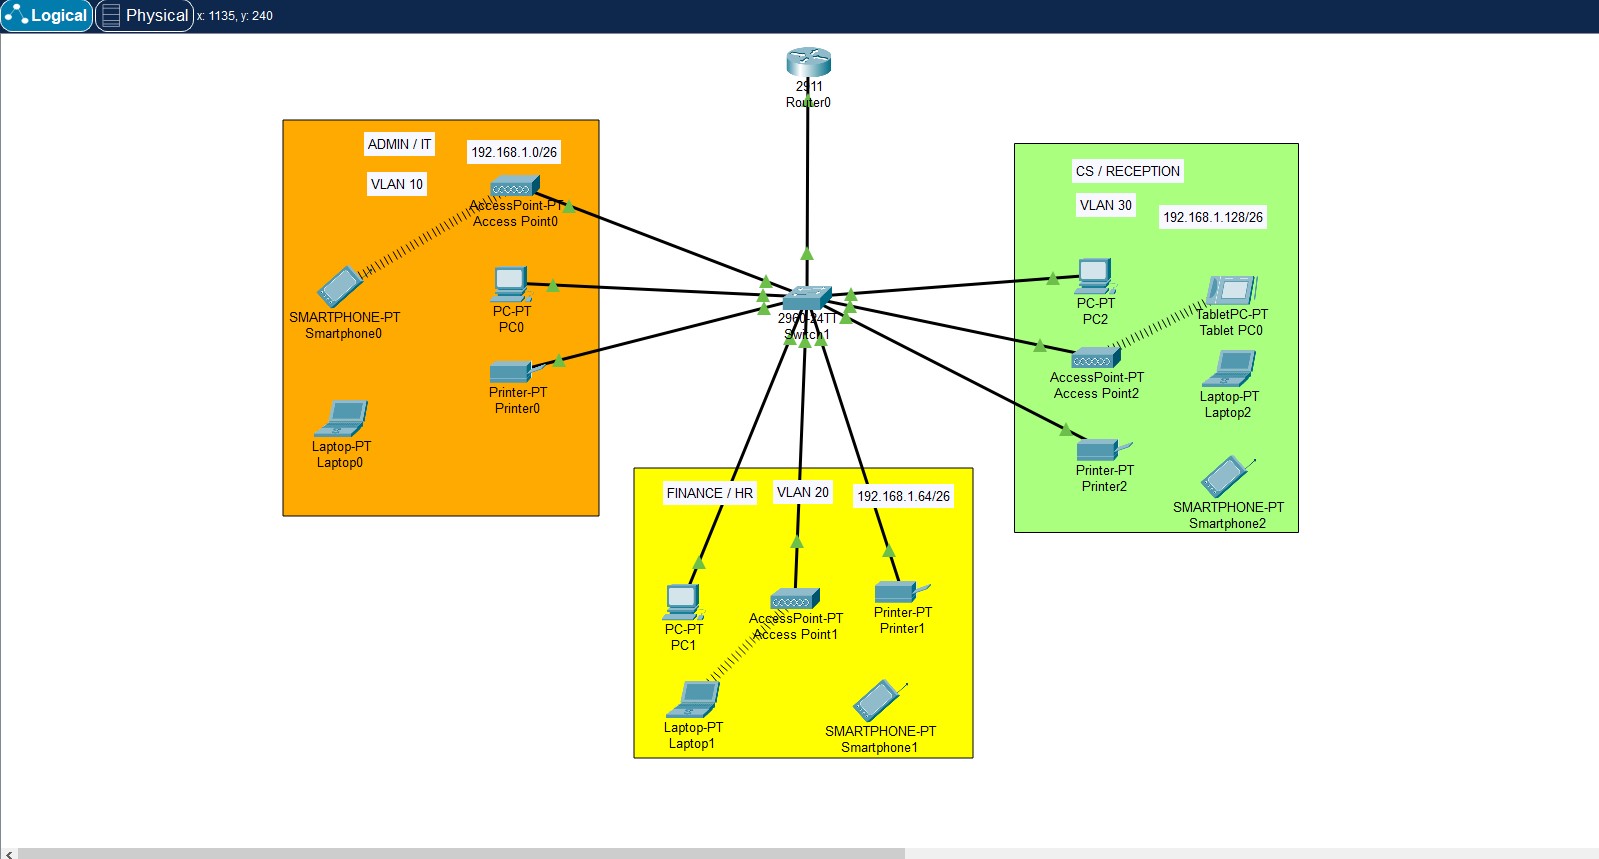 Logical
Physical
x: 1135, y: 240
2911
Router0
ADMIN / IT
192.168.1.0/26
VLAN 10
AccessPoint-PT
Access Point0
SMARTPHONE-PT
Smartphone0
PC-PT
PC0
Printer-PT
Printer0
Laptop-PT
Laptop0
2960-24TT
Switch1
CS / RECEPTION
VLAN 30
192.168.1.128/26
PC-PT
PC2
TabletPC-PT
Tablet PC0
AccessPoint-PT
Access Point2
Laptop-PT
Laptop2
Printer-PT
Printer2
SMARTPHONE-PT
Smartphone2
FINANCE / HR
VLAN 20
192.168.1.64/26
PC-PT
PC1
AccessPoint-PT
Access Point1
Printer-PT
Printer1
Laptop-PT
Laptop1
SMARTPHONE-PT
Smartphone1